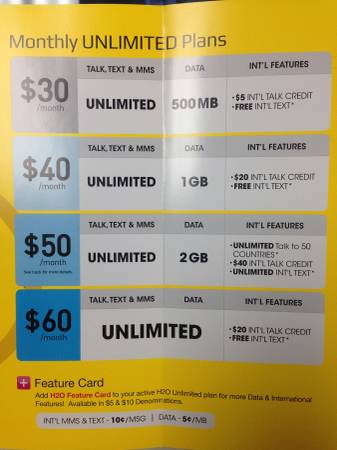 Monthly UNLIMITED Plans
$30
/month
TALK, TEXT & MMS
UNLIMITED
DATA
500MB
INT'L FEATURES
• $5 INT'L TALK CREDIT
• FREE INT'L TEXT*
$40
/month
TALK, TEXT & MMS
UNLIMITED
DATA
1GB
INT'L FEATURES
• $20 INT'L TALK CREDIT
• FREE INT'L TEXT*
$50
/month
See back for more details.
TALK, TEXT & MMS
UNLIMITED
DATA
2GB
INT'L FEATURES
• UNLIMITED Talk to 50
COUNTRIES*
• $40 INT'L TALK CREDIT
• UNLIMITED INT'L TEXT*
$60
/month
TALK, TEXT & MMS
DATA
UNLIMITED
INT'L FEATURES
• $20 INT'L TALK CREDIT
• FREE INT'L TEXT*
Feature Card
Add H2O Feature Card to your active H2O Unlimited plan for more Data & International
Features! Available in $5 & $10 Denominations.
INT'L MMS & TEXT - 10¢/MSG | DATA - 5¢/MB